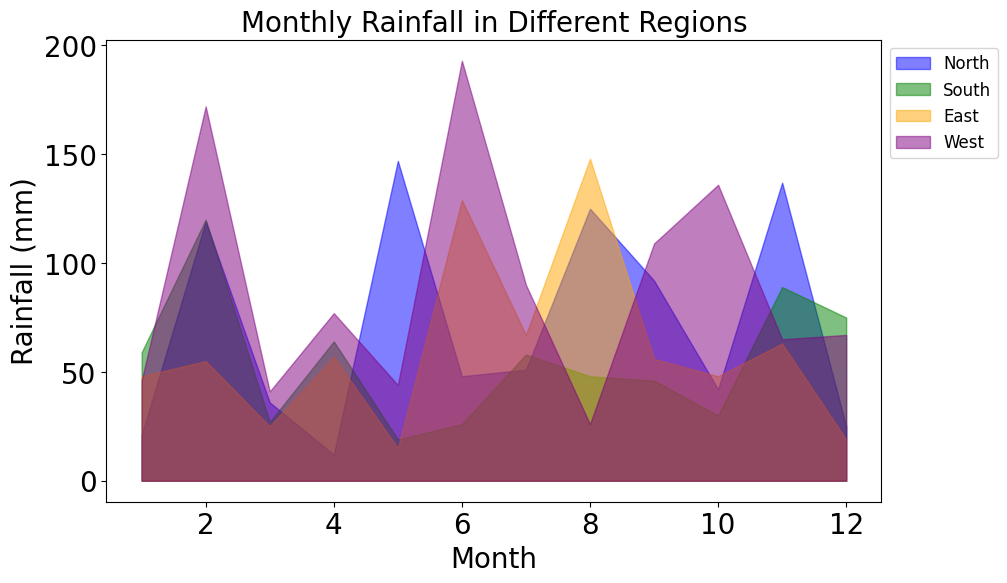 Monthly Rainfall in Different Regions
Rainfall (mm)
200
150
100
50
0
2 4 6 8 10 12
Month
North
South
East
West